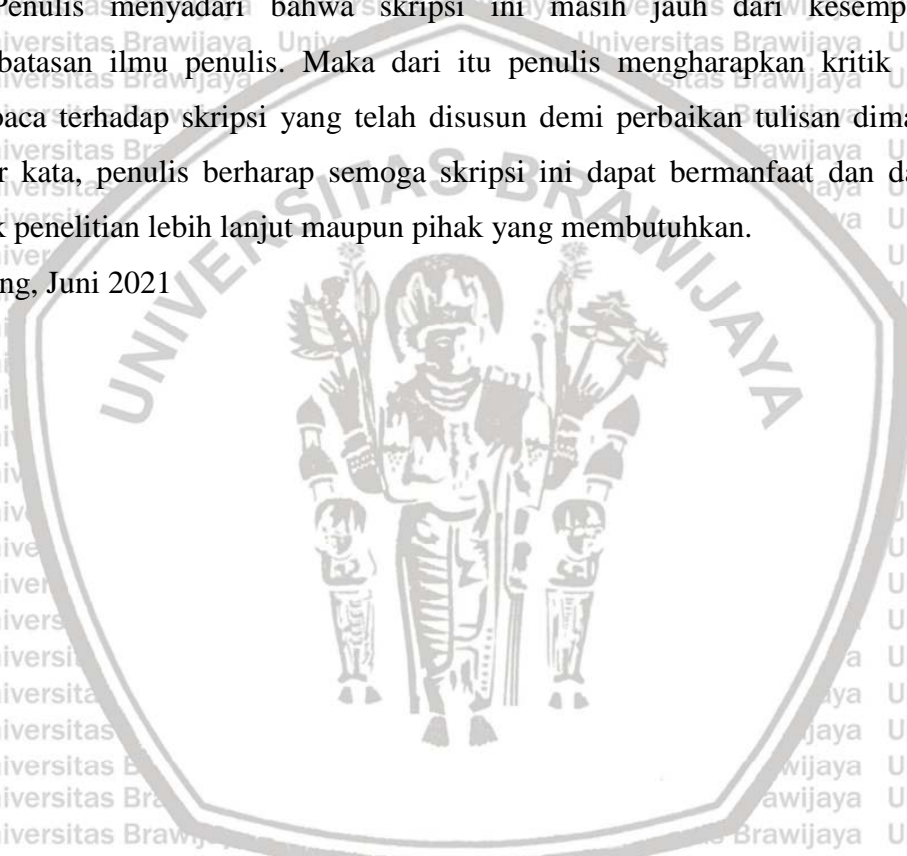 Penulis menyadari bahwa skripsi ini masih jauh dari kesemp
batasan ilmu penulis. Maka dari itu penulis mengharapkan kritik
baca terhadap skripsi yang telah disusun demi perbaikan tulisan dima
r kata, penulis berharap semoga skripsi ini dapat bermanfaat dan da
k penelitian lebih lanjut maupun pihak yang membutuhkan.
ng, Juni 2021
UNIVERSITAS BRAWIJAYA